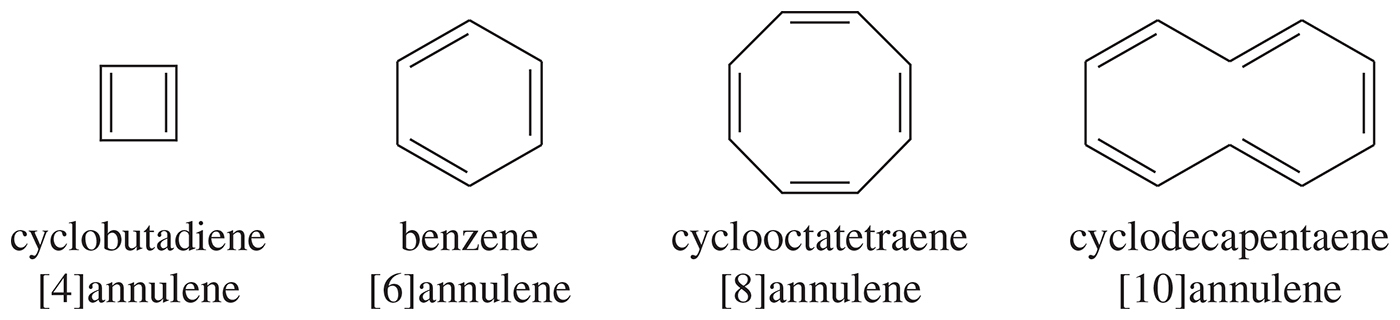 cyclobutadiene
[4]annulene
benzene
[6]annulene
cyclooctatetraene
[8]annulene
cyclodecapentaene
[10]annulene